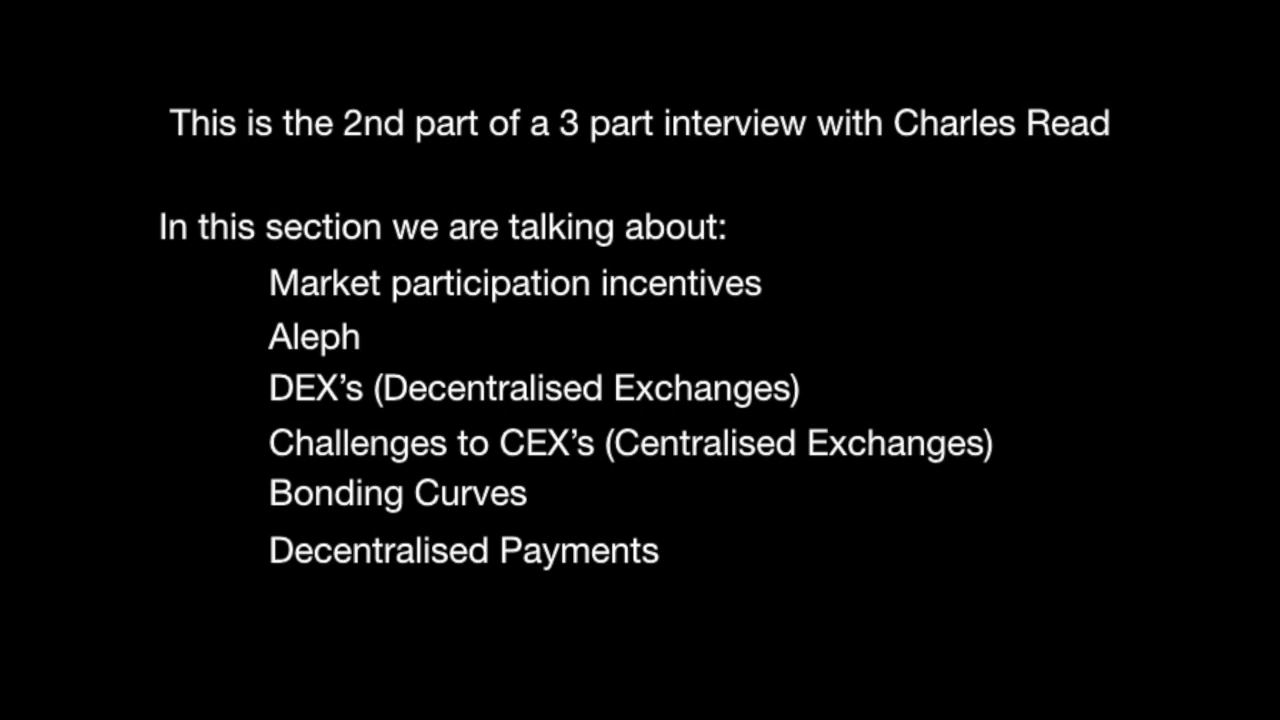 This is the 2nd part of a 3 part interview with Charles Read
In this section we are talking about:
Market participation incentives
Aleph
DEX’s (Decentralised Exchanges)
Challenges to CEX’s (Centralised Exchanges)
Bonding Curves
Decentralised Payments